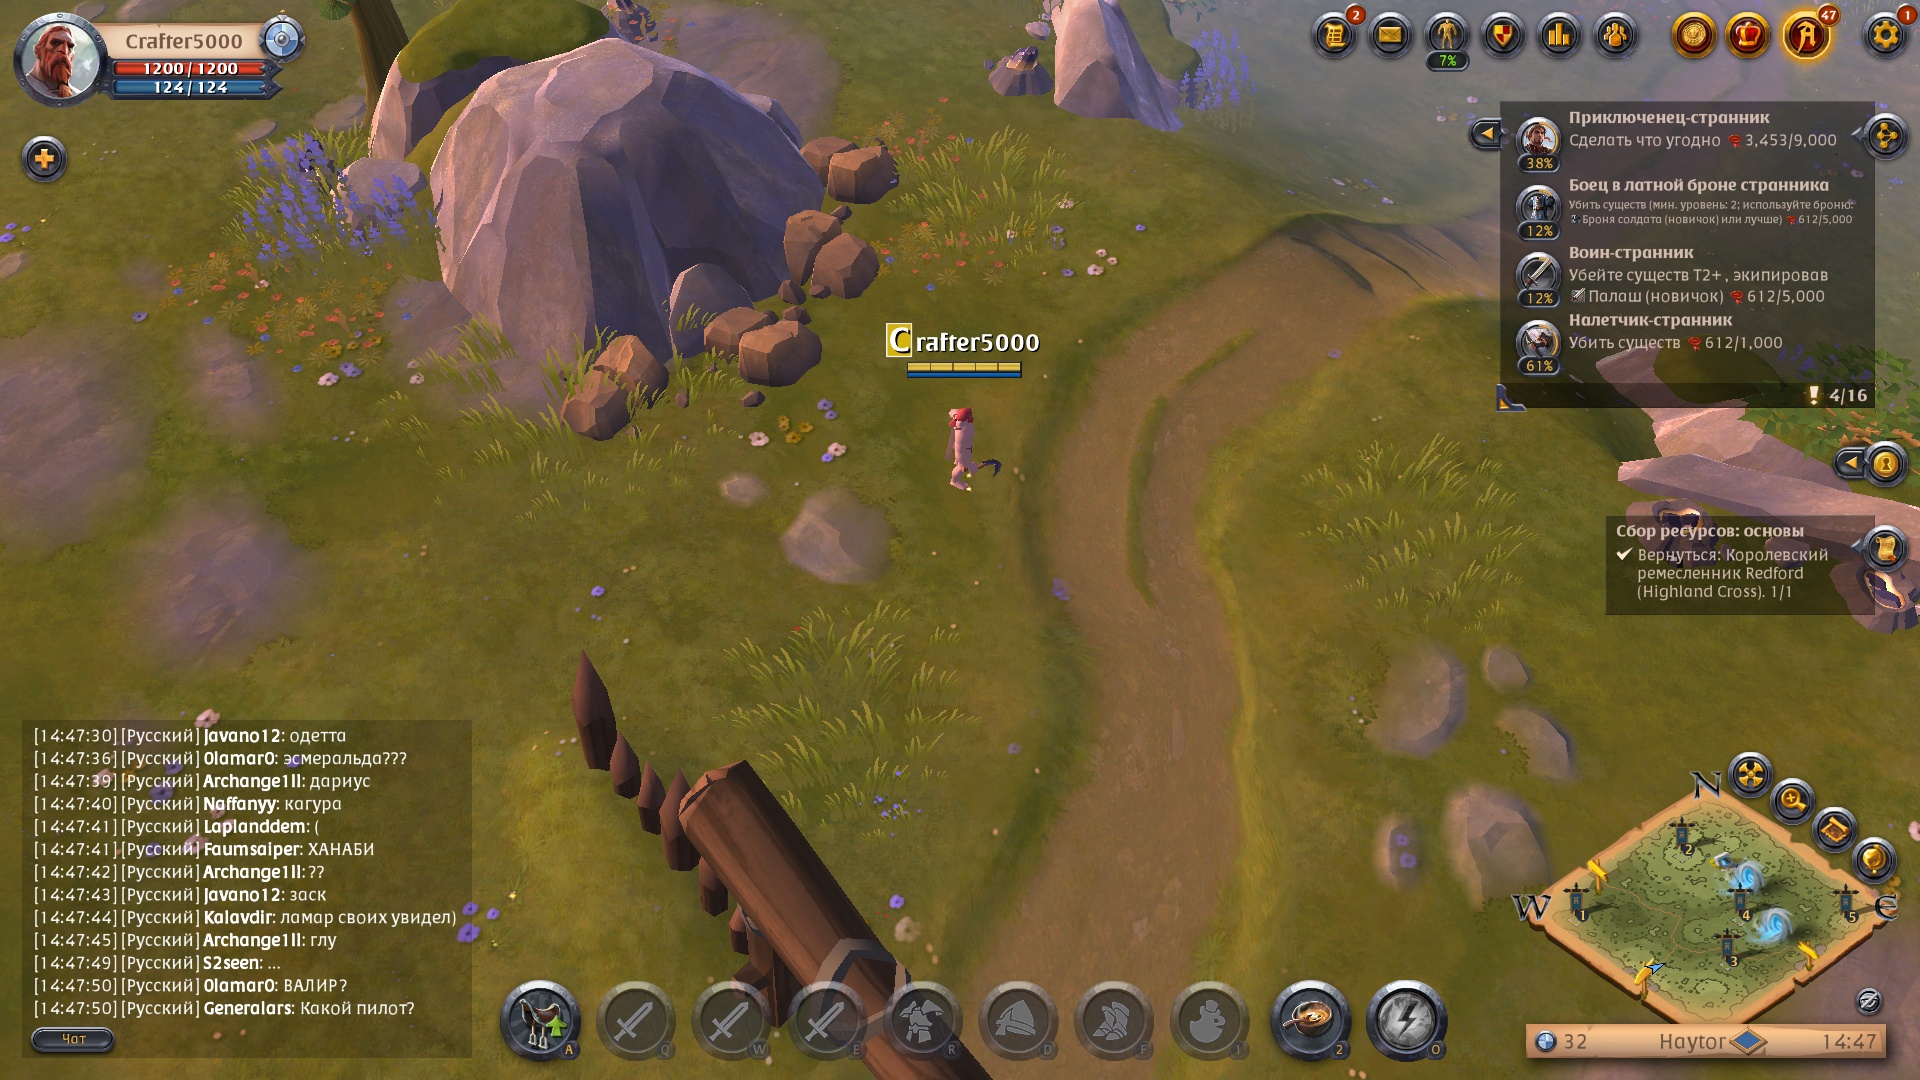 Crafter5000
1200 / 1200
124 / 124
2
7%
47
1
Приключенец-странник
Сделать что угодно 3,453/9,000
38%
Боец в латной броне странника
Убить существ (мин. уровень: 2; используйте броню:
Броня солдата (новичок) или лучше) 612/5,000
12%
Воин-странник
Убейте существ Т2+, экипировав
Палаш (новичок) 612/5,000
12%
Налетчик-странник
Убить существ 612/1,000
61%
4/16
Crafter5000
Сбор ресурсов: основы
Вернуться: Королевский
ремесленник Redford
(Highland Cross). 1/1
[14:47:30][Русский] Javano12: одетта
[14:47:36][Русский] OlamarO: эсмеральда???
[14:47:39][Русский] Archange1ll: дариус
[14:47:40][Русский] Naffanyy: кагура
[14:47:41][Русский] Laplanddem: (
[14:47:41][Русский] Faumsaiper: ХАНАБИ
[14:47:42][Русский] Archange1ll: ??
[14:47:43][Русский] Javano12: заск
[14:47:44][Русский] Kalavdir: ламар своих увидел)
[14:47:45][Русский] Archange1ll: глу
[14:47:49][Русский] S2seen: ...
[14:47:50][Русский] OlamarO: ВАЛИР?
[14:47:50][Русский] Generalars: Какой пилот?
Чат
A
Q
W
E
R
D
F
I
2
O
N
W
E
2
1
4
5
3
32
Haytor
14:47